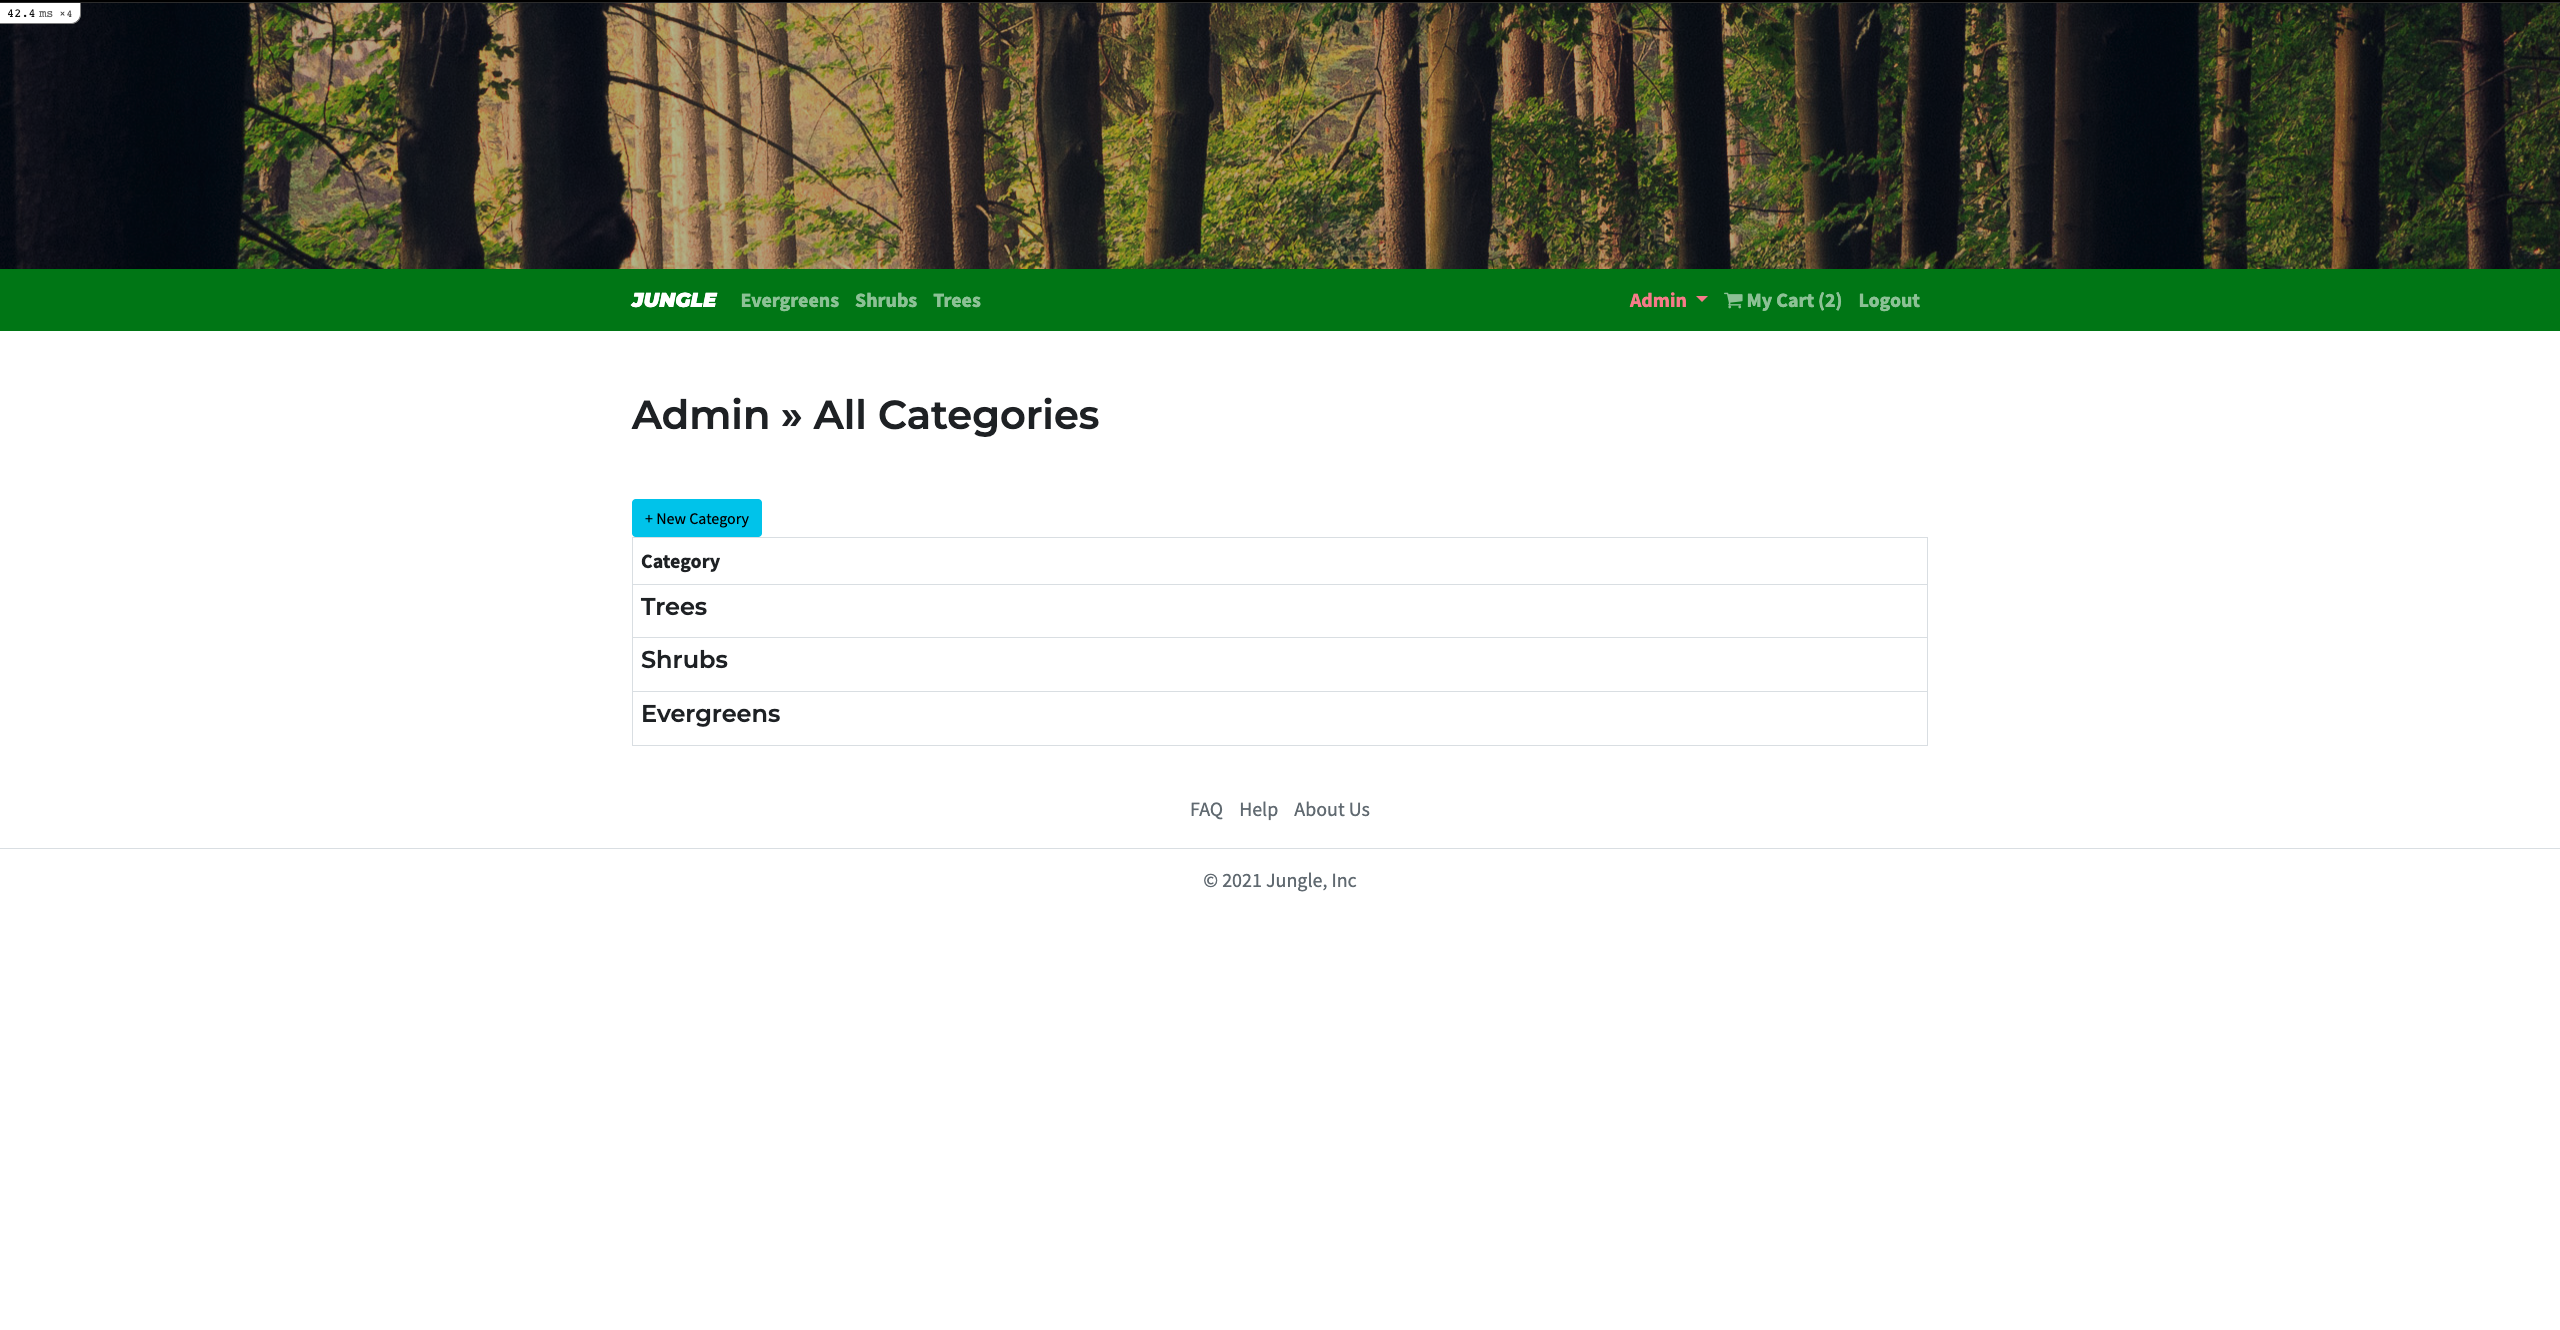 42.4 ms ×4
JUNGLE Evergreens Shrubs Trees Admin My Cart (2) Logout
Admin » All Categories
+ New Category
Category
Trees
Shrubs
Evergreens
FAQ Help About Us
© 2021 Jungle, Inc